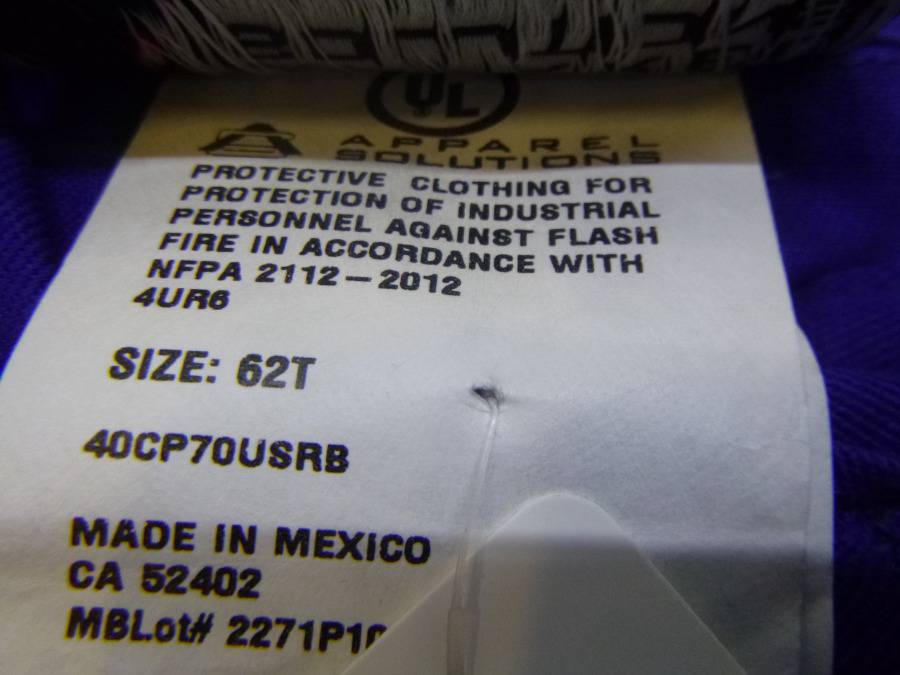 UL
APPAREL
SOLUTIONS
PROTECTIVE CLOTHING FOR
PROTECTION OF INDUSTRIAL
PERSONNEL AGAINST FLASH
FIRE IN ACCORDANCE WITH
NFPA 2112-2012
4UR6
SIZE: 62T
40CP70USRB
MADE IN MEXICO
CA 52402
MBLot#